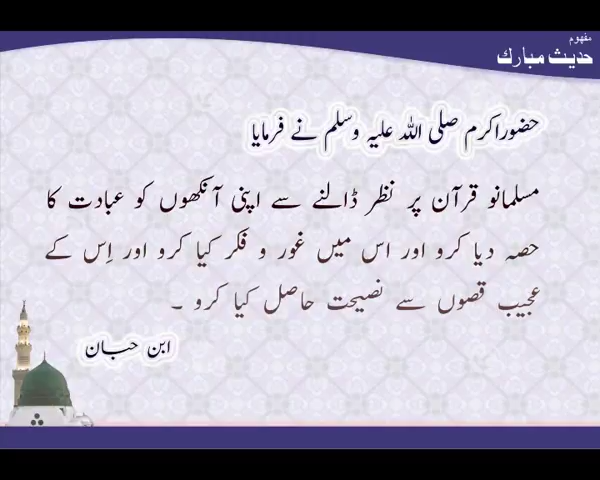 مفهوم
حدیث مبارك
حضور اکرم صلی اللہ علیہ وسلم نے فرمایا
مسلمانو قرآن پر نظر ڈالنے سے اپنی آنکھوں کو عبادت کا
حصہ دیا کرو اور اس میں غور و فکر کیا کرو اور اِس کے
عجیب قصوں سے نصیحت حاصل کیا کرو ۔
ابن حبان